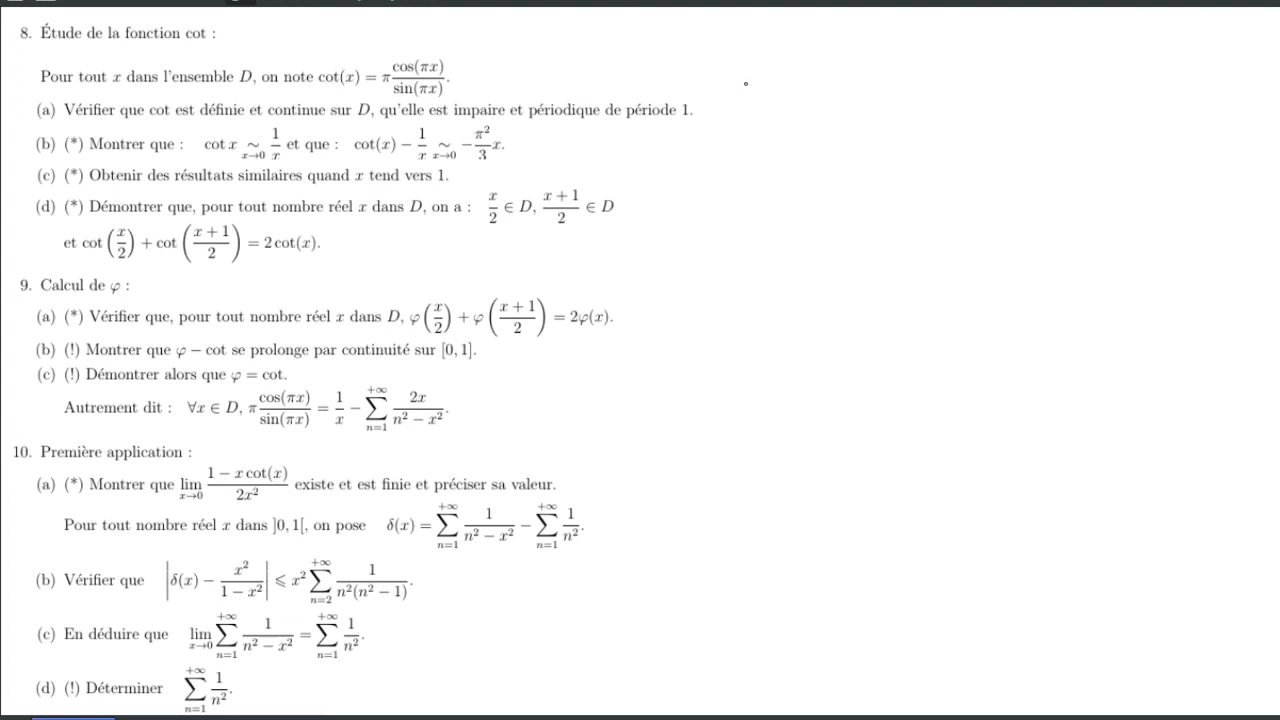 8. Étude de la fonction cot :
Pour tout x dans l'ensemble D, on note cot(x) = π cos(πx)/sin(πx).
(a) Vérifier que cot est définie et continue sur D, qu'elle est impaire et périodique de période 1.
(b) (*) Montrer que : cot x ∼_{x→0} 1/x et que : cot(x) − 1/x ∼_{x→0} −π²/3 x.
(c) (*) Obtenir des résultats similaires quand x tend vers 1.
(d) (*) Démontrer que, pour tout nombre réel x dans D, on a : x/2 ∈ D, (x+1)/2 ∈ D
et cot(x/2) + cot((x+1)/2) = 2 cot(x).
9. Calcul de φ :
(a) (*) Vérifier que, pour tout nombre réel x dans D, φ(x/2) + φ((x+1)/2) = 2φ(x).
(b) (!) Montrer que φ − cot se prolonge par continuité sur [0, 1].
(c) (!) Démontrer alors que φ = cot.
Autrement dit : ∀x ∈ D, π cos(πx)/sin(πx) = 1/x − ∑_{n=1}^{+∞} 2x/(n² − x²).
10. Première application :
(a) (*) Montrer que lim_{x→0} (1 − x cot(x))/(2x²) existe et est finie et préciser sa valeur.
Pour tout nombre réel x dans ]0, 1[, on pose δ(x) = ∑_{n=1}^{+∞} 1/(n² − x²) − ∑_{n=1}^{+∞} 1/n².
(b) Vérifier que |δ(x) − x²/(1 − x²)| ⩽ x² ∑_{n=2}^{+∞} 1/(n²(n² − 1)).
(c) En déduire que lim_{x→0} ∑_{n=1}^{+∞} 1/(n² − x²) = ∑_{n=1}^{+∞} 1/n².
(d) (!) Déterminer ∑_{n=1}^{+∞} 1/n².